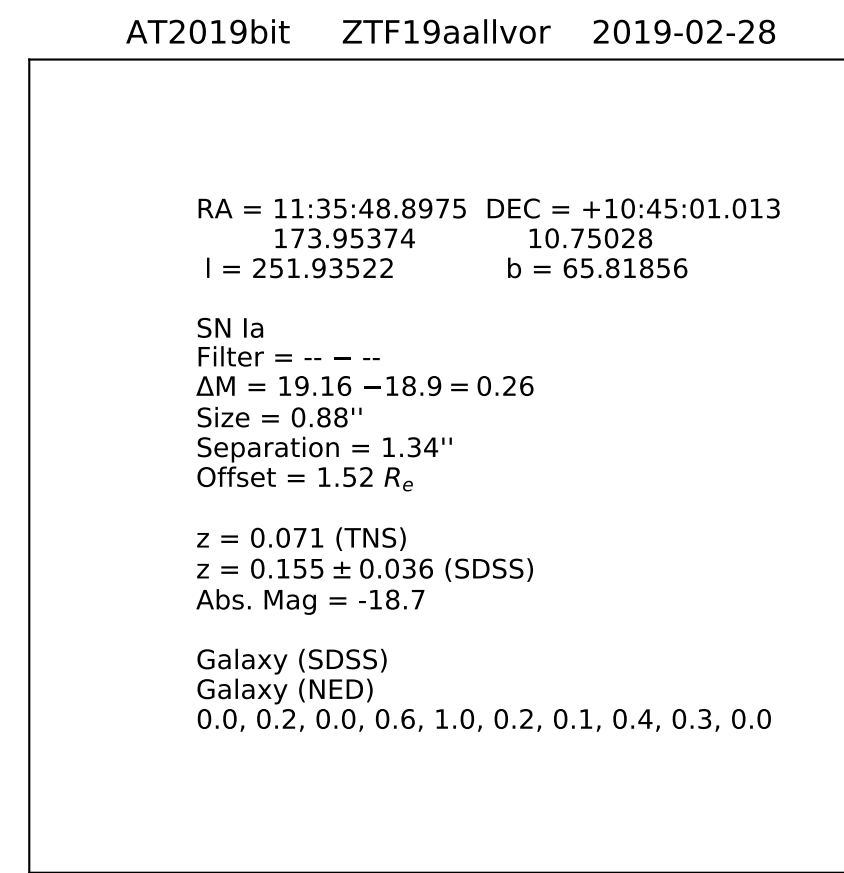 AT2019bit ZTF19aallvor 2019-02-28
RA = 11:35:48.8975 DEC = +10:45:01.013
173.95374 10.75028
l = 251.93522 b = 65.81856
SN Ia
Filter = -- − --
ΔM = 19.16 −18.9 = 0.26
Size = 0.88''
Separation = 1.34''
Offset = 1.52 Rₑ
z = 0.071 (TNS)
z = 0.155 ± 0.036 (SDSS)
Abs. Mag = -18.7
Galaxy (SDSS)
Galaxy (NED)
0.0, 0.2, 0.0, 0.6, 1.0, 0.2, 0.1, 0.4, 0.3, 0.0